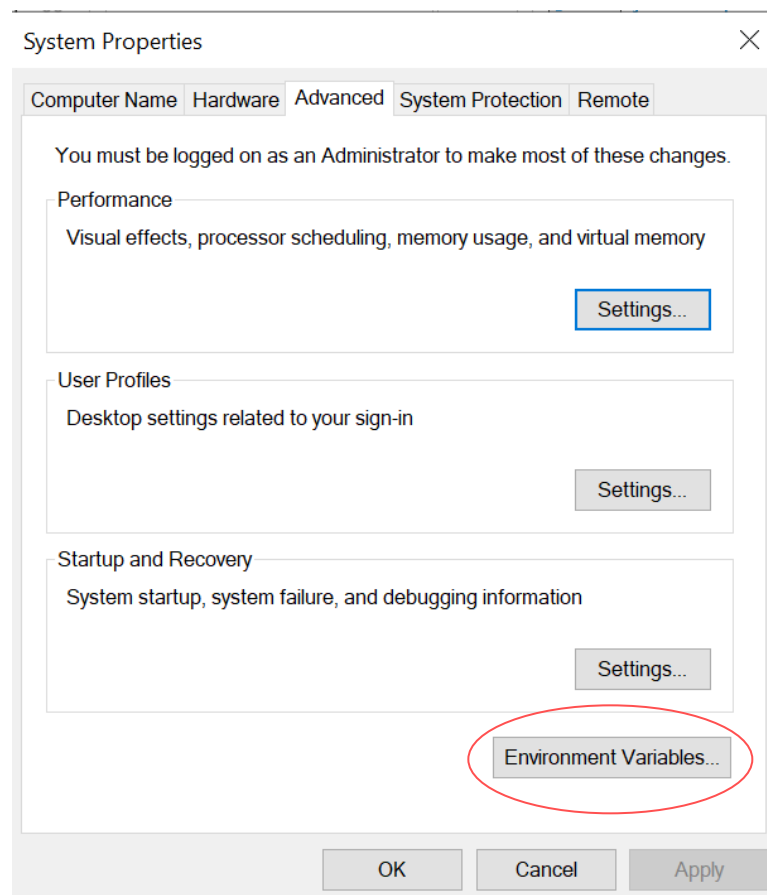 System Properties
Computer Name Hardware Advanced System Protection Remote
You must be logged on as an Administrator to make most of these changes.
Performance
Visual effects, processor scheduling, memory usage, and virtual memory
Settings...
User Profiles
Desktop settings related to your sign-in
Settings...
Startup and Recovery
System startup, system failure, and debugging information
Settings...
Environment Variables...
OK Cancel Apply